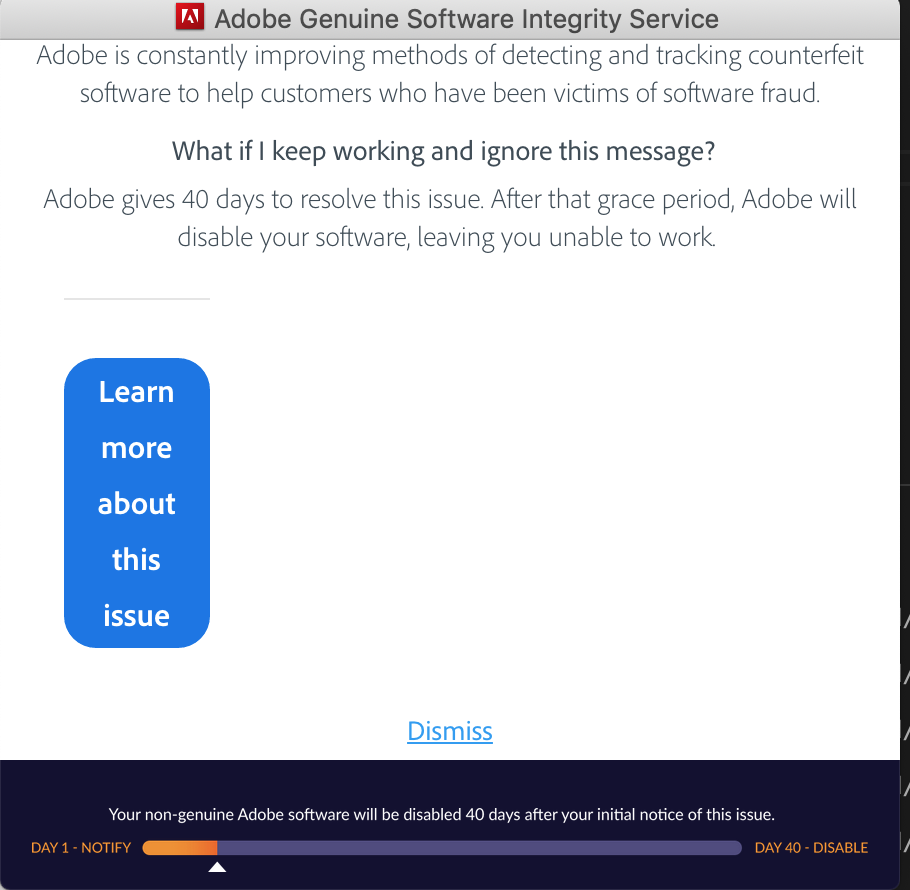 Adobe Genuine Software Integrity Service
Adobe is constantly improving methods of detecting and tracking counterfeit
software to help customers who have been victims of software fraud.
What if I keep working and ignore this message?
Adobe gives 40 days to resolve this issue. After that grace period, Adobe will
disable your software, leaving you unable to work.
Learn
more
about
this
issue
Dismiss
Your non-genuine Adobe software will be disabled 40 days after your initial notice of this issue.
DAY 1 - NOTIFY
DAY 40 - DISABLE